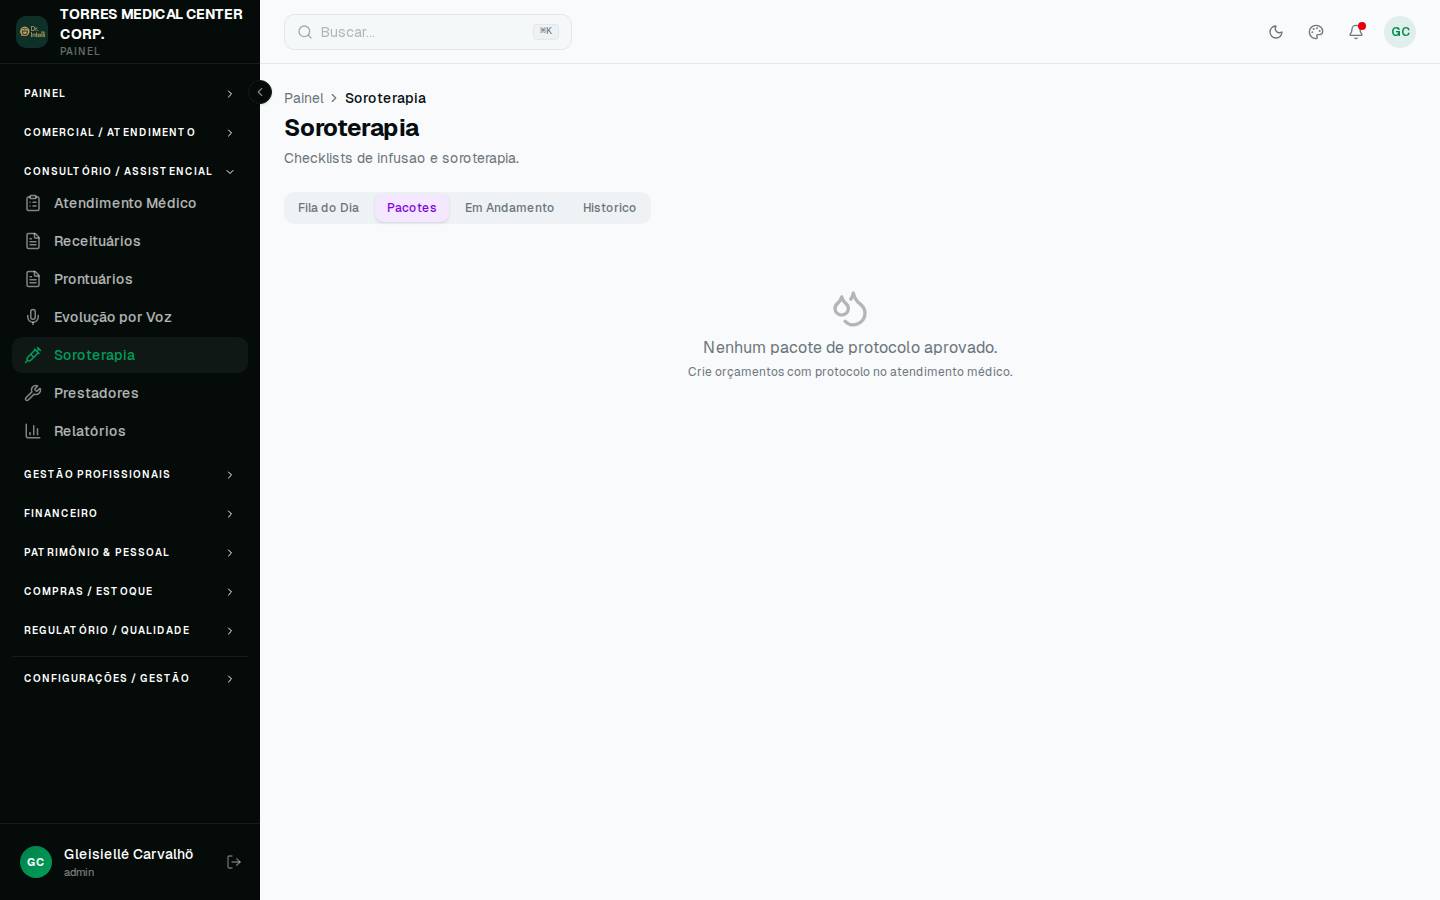 TORRES MEDICAL CENTER
CORP.
PAINEL
Dr.
Intelli
PAINEL
COMERCIAL / ATENDIMENTO
CONSULTÓRIO / ASSISTENCIAL
Atendimento Médico
Receituários
Prontuários
Evolução por Voz
Soroterapia
Prestadores
Relatórios
GESTÃO PROFISSIONAIS
FINANCEIRO
PATRIMÔNIO & PESSOAL
COMPRAS / ESTOQUE
REGULATÓRIO / QUALIDADE
CONFIGURAÇÕES / GESTÃO
GC
Gleisiellé Carvalhö
admin
Buscar...
⌘K
GC
Painel > Soroterapia
Soroterapia
Checklists de infusao e soroterapia.
Fila do Dia Pacotes Em Andamento Historico
Nenhum pacote de protocolo aprovado.
Crie orçamentos com protocolo no atendimento médico.